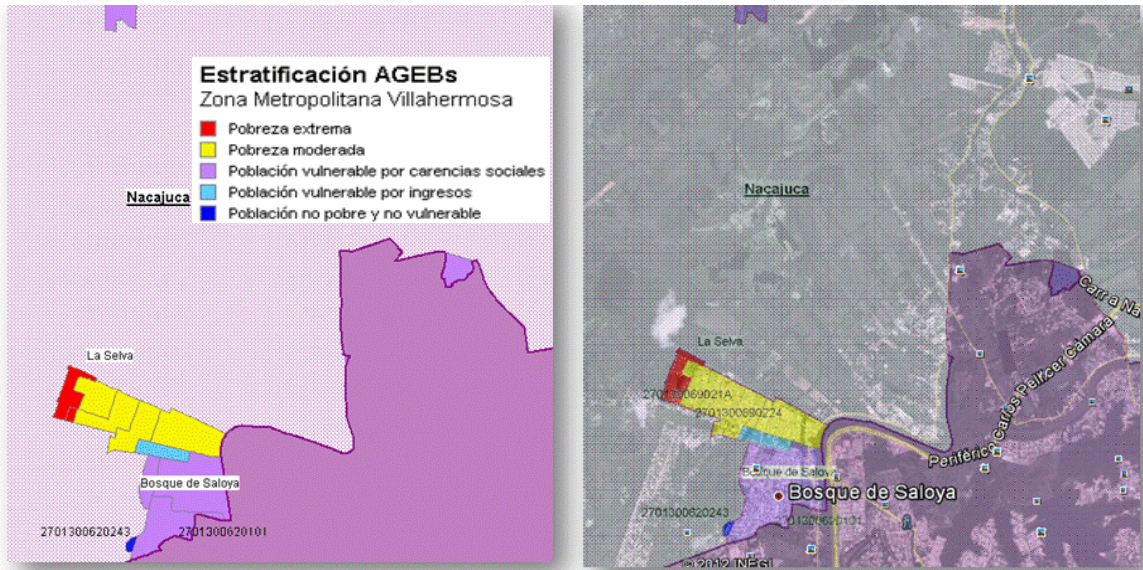 Estratificación AGEBs
Zona Metropolitana Villahermosa
Pobreza extrema
Pobreza moderada
Población vulnerable por carencias sociales
Población vulnerable por ingresos
Población no pobre y no vulnerable
Nacajuca
La Selva
Bosque de Saloya
2701300620243
2701300620101
Nacajuca
Carr a Na
La Selva
270130069021A
2701300690224
Periférico Carlos Pellicer Cámara
Bosque de Saloya
Bosque de Saloya
2701300620243
01300620101
© 2012 INEGI